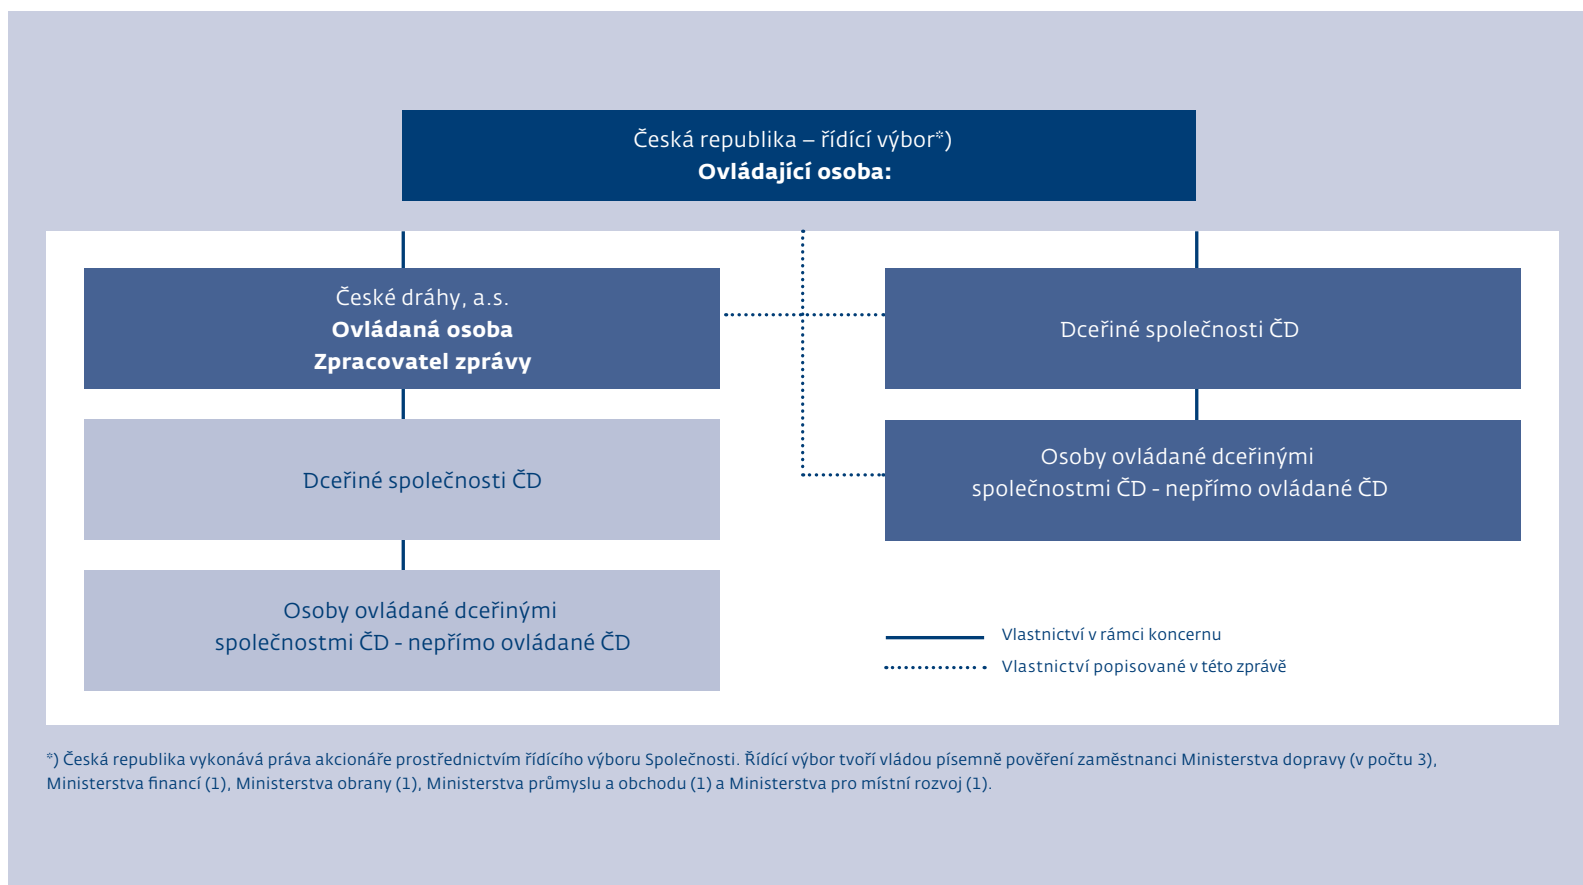 Česká republika – řídící výbor*)
Ovládající osoba:
České dráhy, a.s.
Ovládaná osoba
Zpracovatel zprávy
Dceřiné společnosti ČD
Dceřiné společnosti ČD
Osoby ovládané dceřinými
společnostmi ČD - nepřímo ovládané ČD
Osoby ovládané dceřinými
společnostmi ČD - nepřímo ovládané ČD
Vlastnictví v rámci koncernu
Vlastnictví popisované v této zprávě
*) Česká republika vykonává práva akcionáře prostřednictvím řídícího výboru Společnosti. Řídící výbor tvoří vládou písemně pověření zaměstnanci Ministerstva dopravy (v počtu 3),
Ministerstva financí (1), Ministerstva obrany (1), Ministerstva průmyslu a obchodu (1) a Ministerstva pro místní rozvoj (1).